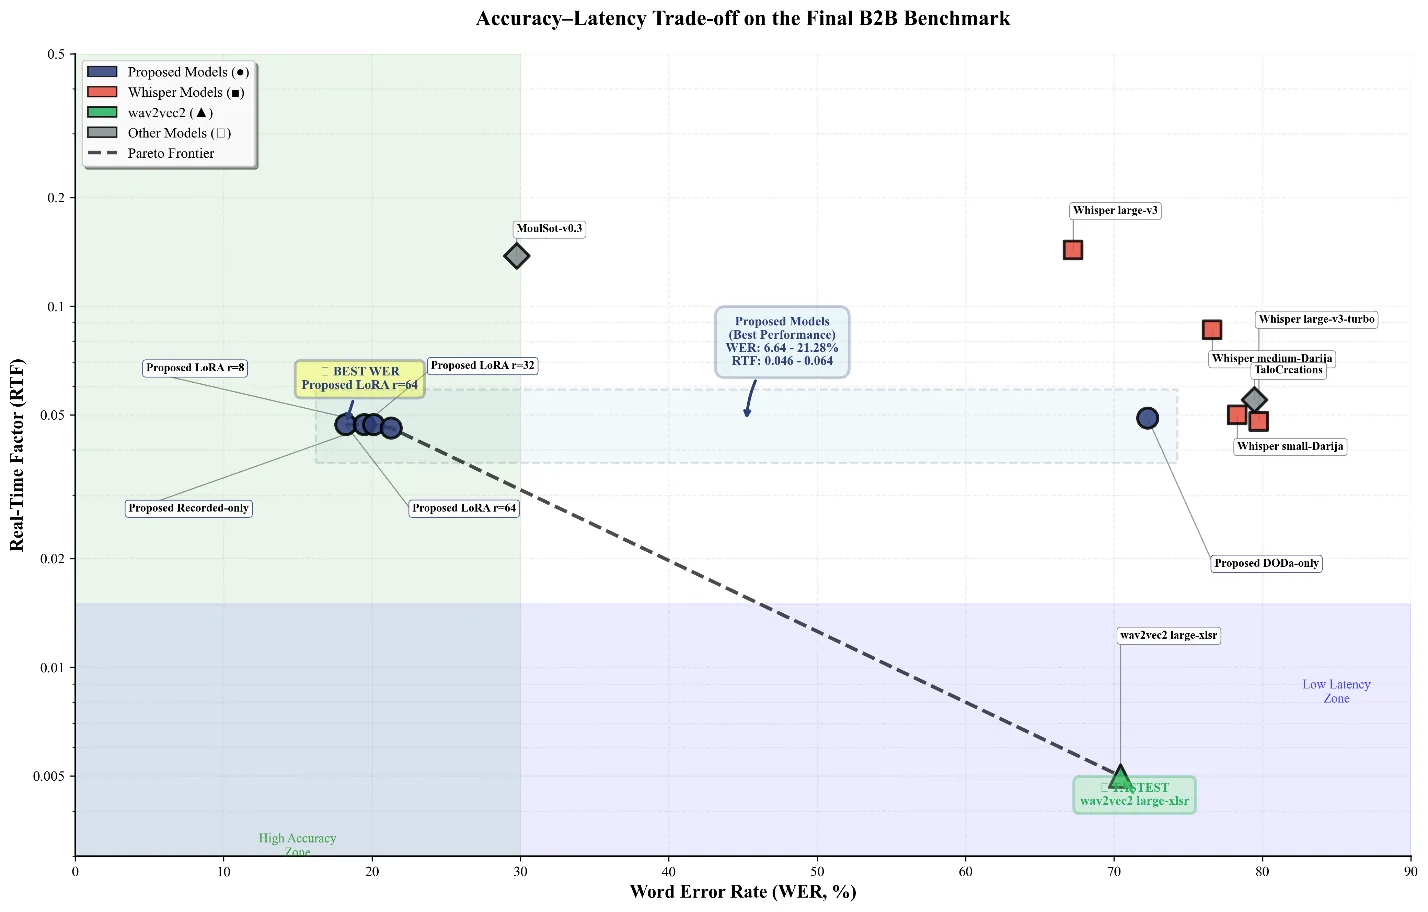 Accuracy–Latency Trade-off on the Final B2B Benchmark
Real-Time Factor (RTF)
0.5
0.2
0.1
0.05
0.02
0.01
0.005
Proposed Models (●)
Whisper Models (■)
wav2vec2 (▲)
Other Models (□)
Pareto Frontier
MoulSot-v0.3
Whisper large-v3
Proposed Models
(Best Performance)
WER: 6.64 - 21.28%
RTF: 0.046 - 0.064
Whisper large-v3-turbo
Whisper medium-Darija
TaloCreations
Proposed LoRA r=8
□ BEST WER
Proposed LoRA r=64
Proposed LoRA r=32
Whisper small-Darija
Proposed Recorded-only
Proposed LoRA r=64
Proposed DODa-only
wav2vec2 large-xlsr
Low Latency
Zone
□ FASTEST
wav2vec2 large-xlsr
High Accuracy
Zone
0
10
20
30
40
50
60
70
80
90
Word Error Rate (WER, %)